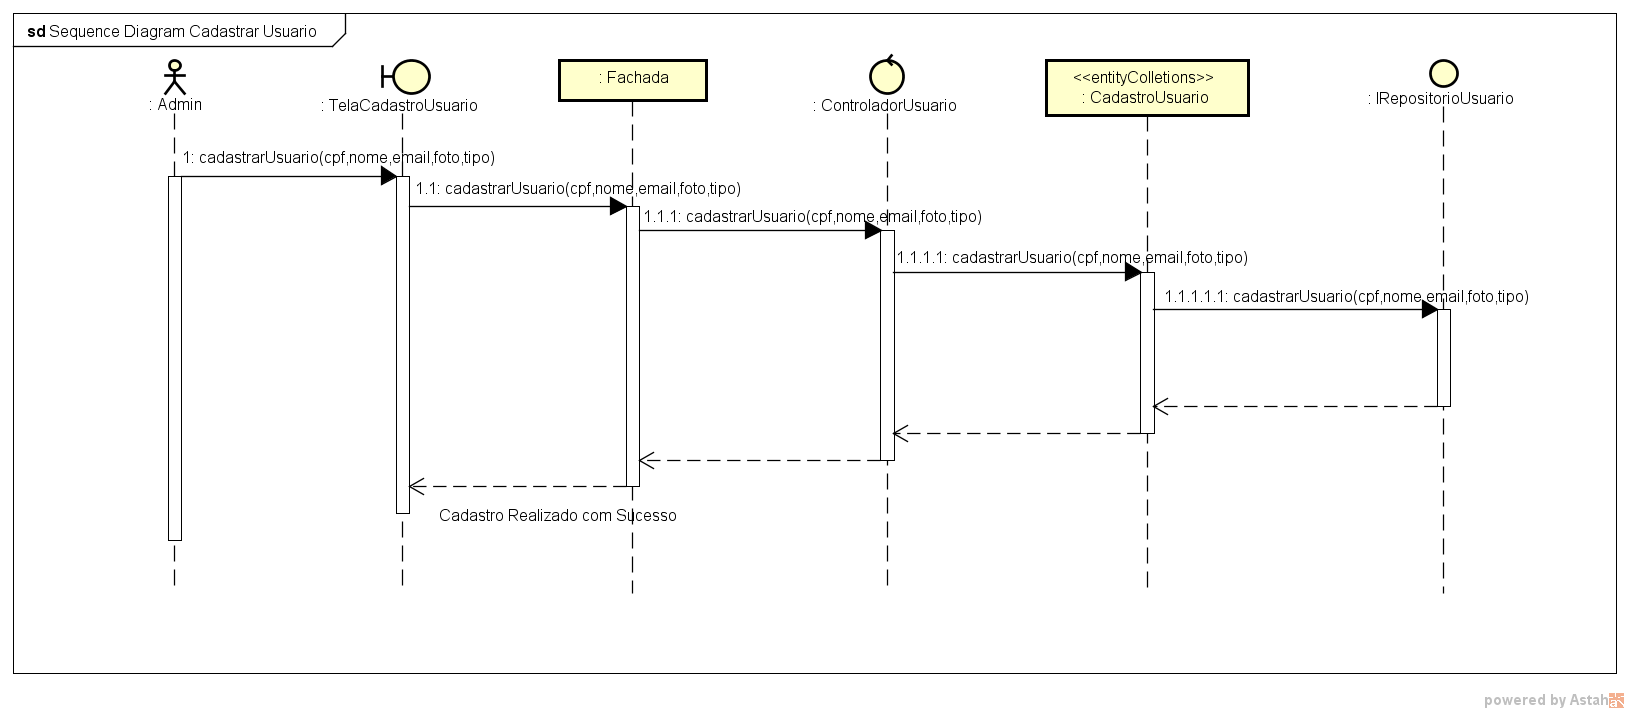 sd Sequence Diagram Cadastrar Usuario
: Admin
: TelaCadastroUsuario
: Fachada
: ControladorUsuario
<<entityColletions>>
: CadastroUsuario
: IRepositorioUsuario
1: cadastrarUsuario(cpf,nome,email,foto,tipo)
1.1: cadastrarUsuario(cpf,nome,email,foto,tipo)
1.1.1: cadastrarUsuario(cpf,nome,email,foto,tipo)
1.1.1.1: cadastrarUsuario(cpf,nome,email,foto,tipo)
1.1.1.1.1: cadastrarUsuario(cpf,nome,email,foto,tipo)
Cadastro Realizado com Sucesso
powered by Astah